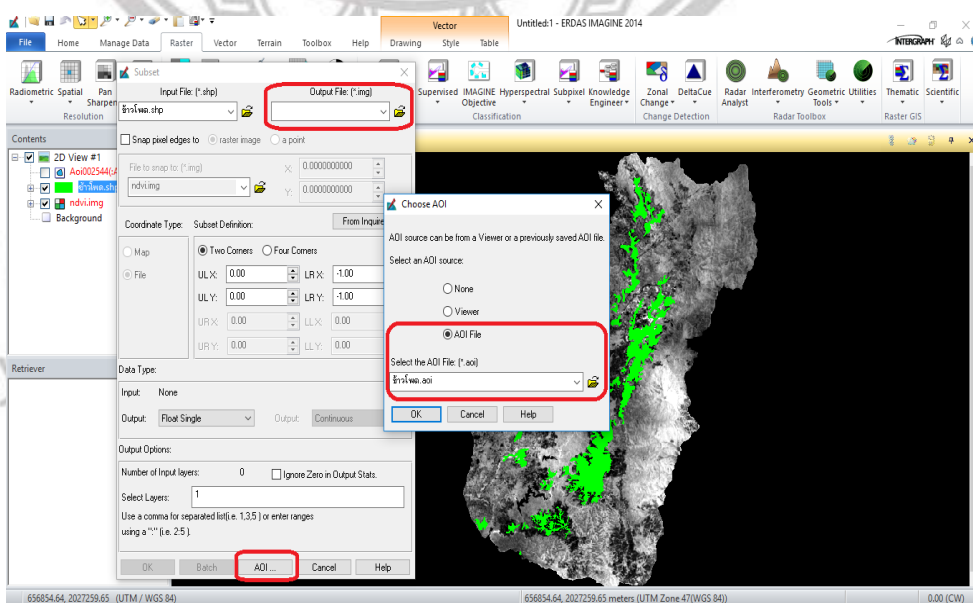 Vector
Untitled:1 - ERDAS IMAGINE 2014
File Home Manage Data Raster Vector Terrain Toolbox Help Drawing Style Table
INTERGRAPH
Radiometric Spatial Pan Sharpen
Resolution
Supervised IMAGINE Objective Hyperspectral Subpixel Knowledge Engineer
Classification
Zonal Change DeltaCue
Change Detection
Radar Analyst Interferometry Geometric Tools Utilities
Radar Toolbox
Thematic Scientific
Raster GIS
Contents
2D View #1
Aoi002544(:A
ข้าวโพด.shp
ndvi.img
Background
Retriever
Subset
Input File: (*.shp)
Output File: (*.img)
ข้าวโพด.shp
Snap pixel edges to raster image a point
File to snap to: (*.img)
ndvi.img
X: 0.0000000000
Y: 0.0000000000
Coordinate Type:
Subset Definition:
From Inquire
Map
File
Two Corners Four Corners
UL X: 0.00 LR X: -1.00
UL Y: 0.00 LR Y: -1.00
UR X: 0.00 LL X: 0.00
UR Y: 0.00 LL Y: 0.00
Data Type:
Input: None
Output: Float Single Output: Continuous
Output Options:
Number of Input layers: 0 Ignore Zero in Output Stats.
Select Layers: 1
Use a comma for separated list(i.e. 1,3,5 ) or enter ranges
using a ":" (i.e. 2:5 ).
OK Batch AOI ... Cancel Help
Choose AOI
AOI source can be from a Viewer or a previously saved AOI file.
Select an AOI source:
None
Viewer
AOI File
Select the AOI File: (*.aoi)
ข้าวโพด.aoi
OK Cancel Help
656854.64, 2027259.65 (UTM / WGS 84)
656854.64, 2027259.65 meters (UTM Zone 47(WGS 84))
0.00 (CW)